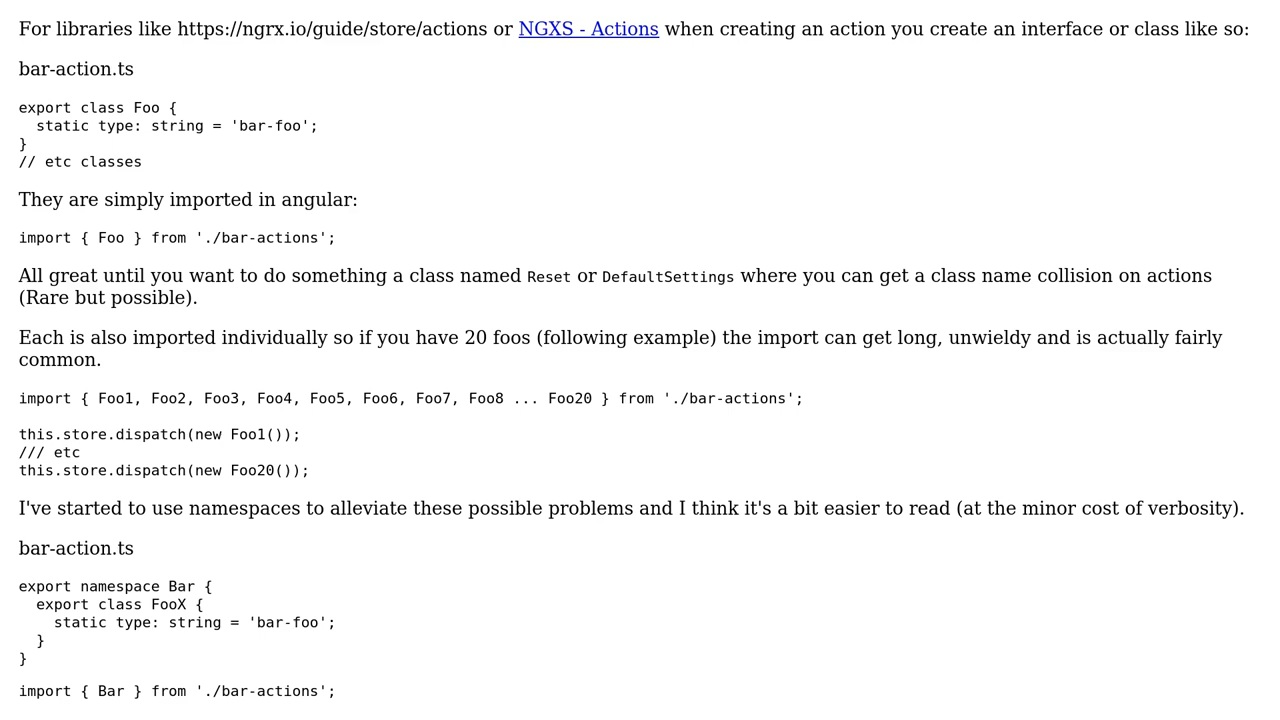 For libraries like https://ngrx.io/guide/store/actions or NGXS - Actions when creating an action you create an interface or class like so:
bar-action.ts
export class Foo {
  static type: string = 'bar-foo';
}
// etc classes
They are simply imported in angular:
import { Foo } from './bar-actions';
All great until you want to do something a class named Reset or DefaultSettings where you can get a class name collision on actions
(Rare but possible).
Each is also imported individually so if you have 20 foos (following example) the import can get long, unwieldy and is actually fairly
common.
import { Foo1, Foo2, Foo3, Foo4, Foo5, Foo6, Foo7, Foo8 ... Foo20 } from './bar-actions';
this.store.dispatch(new Foo1());
/// etc
this.store.dispatch(new Foo20());
I've started to use namespaces to alleviate these possible problems and I think it's a bit easier to read (at the minor cost of verbosity).
bar-action.ts
export namespace Bar {
  export class FooX {
    static type: string = 'bar-foo';
  }
}
import { Bar } from './bar-actions';